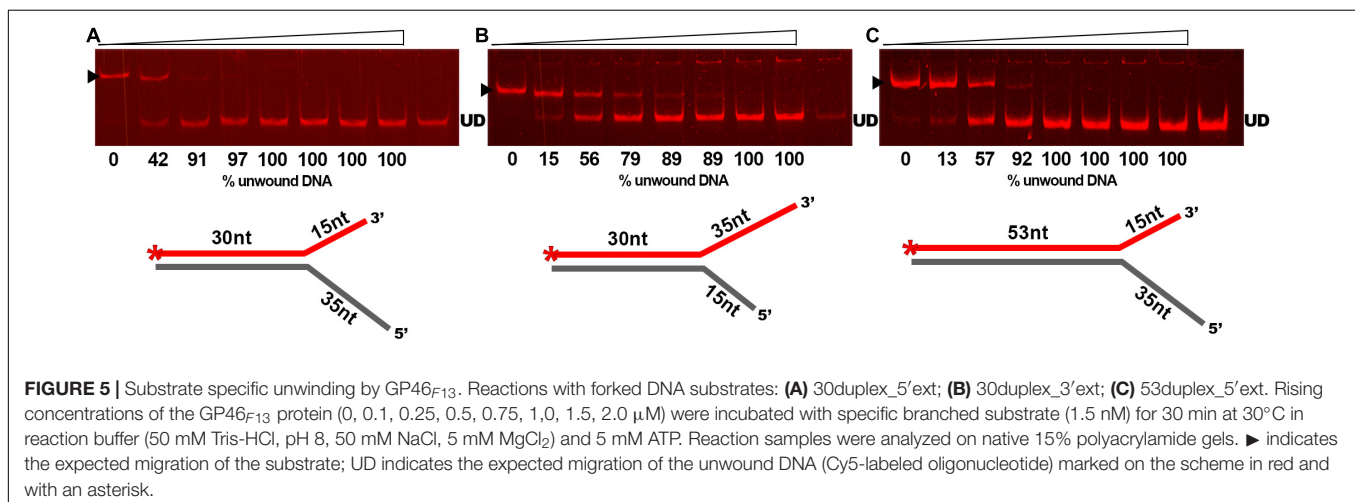 A B C
UD UD UD
0 42 91 97 100 100 100 100
% unwound DNA
0 15 56 79 89 89 100 100
% unwound DNA
0 13 57 92 100 100 100 100
% unwound DNA
30nt 15nt 3’
35nt 5’
30nt 35nt 3’
15nt 5’
53nt 15nt 3’
35nt 5’
FIGURE 5 | Substrate specific unwinding by GP46F13. Reactions with forked DNA substrates: (A) 30duplex_5′ext; (B) 30duplex_3′ext; (C) 53duplex_5′ext. Rising
concentrations of the GP46F13 protein (0, 0.1, 0.25, 0.5, 0.75, 1,0, 1.5, 2.0 μM) were incubated with specific branched substrate (1.5 nM) for 30 min at 30°C in
reaction buffer (50 mM Tris-HCl, pH 8, 50 mM NaCl, 5 mM MgCl2) and 5 mM ATP. Reaction samples were analyzed on native 15% polyacrylamide gels. ► indicates
the expected migration of the substrate; UD indicates the expected migration of the unwound DNA (Cy5-labeled oligonucleotide) marked on the scheme in red and
with an asterisk.